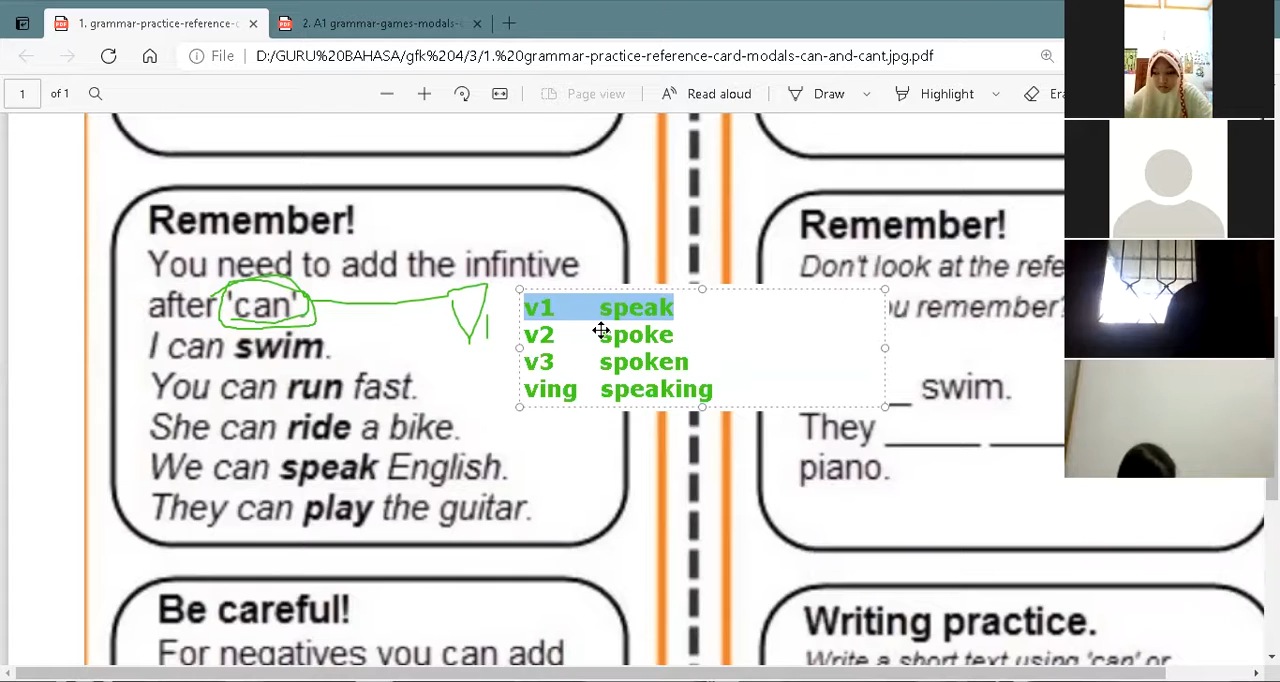 1. grammar-practice-reference-c
2. A1 grammar-games-modals-c
File
D:/GURU%20BAHASA/gfk%204/3/1.%20grammar-practice-reference-card-modals-can-and-cant.jpg.pdf
1 of 1
Page view
Read aloud
Draw
Highlight
Remember!
You need to add the infintive
after 'can'.
V1
I can swim.
You can run fast.
She can ride a bike.
We can speak English.
They can play the guitar.
v1 speak
v2 spoke
v3 spoken
ving speaking
Remember!
Don't look at the
u remember?
__ swim.
They _____ ____
piano.
Be careful!
For negatives you can add
Writing practice.
Write a short text using 'can' or